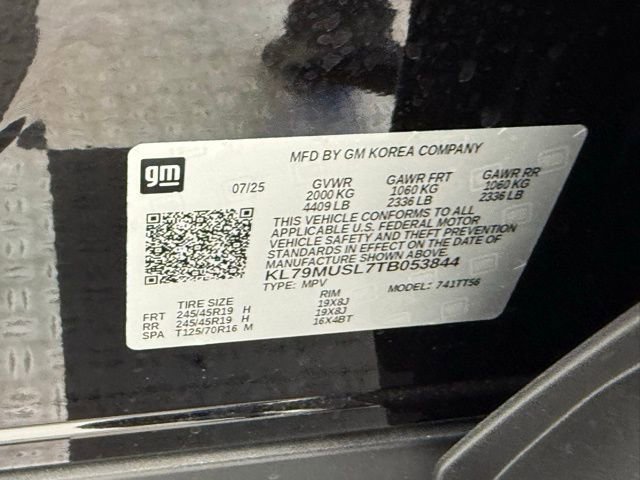 MFD BY GM KOREA COMPANY
gm
07/25 GVWR GAWR FRT GAWR RR
2000 KG 1060 KG 1060 KG
4409 LB 2336 LB 2336 LB
THIS VEHICLE CONFORMS TO ALL
APPLICABLE U.S. FEDERAL MOTOR
VEHICLE SAFETY AND THEFT PREVENTION
STANDARDS IN EFFECT ON THE DATE OF
MANUFACTURE SHOWN ABOVE.
KL79MUSL7TB053844
TYPE: MPV MODEL: 741TT56
TIRE SIZE RIM
FRT 245/45R19 H 19X8J
RR 245/45R19 H 19X8J
SPA T125/70R16 M 16X4BT